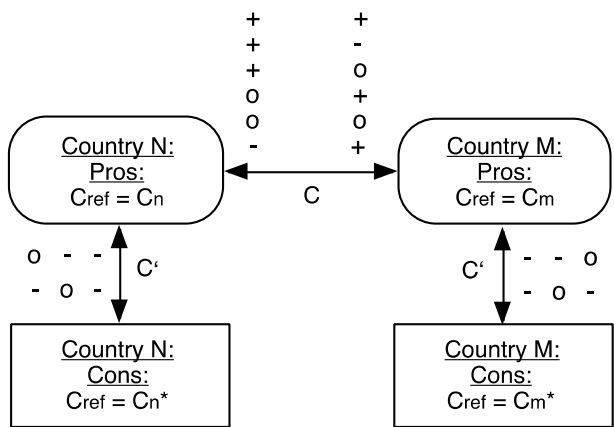 + +
+ -
+ o
o +
o o
- +
Country N:
Pros:
Cref = Cn
Country M:
Pros:
Cref = Cm
C
o - -
- o -
C‘
C‘
- - o
- o -
Country N:
Cons:
Cref = Cn*
Country M:
Cons:
Cref = Cm*